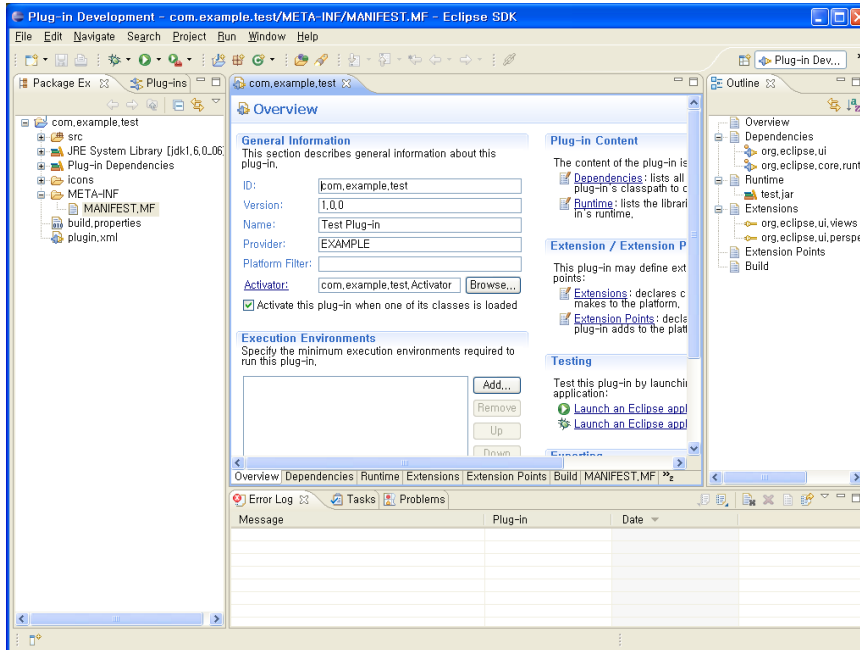 Plug-in Development - com.example.test/META-INF/MANIFEST.MF - Eclipse SDK
File Edit Navigate Search Project Run Window Help
Plug-in Dev...
Package Ex
Plug-ins
com.example.test
src
JRE System Library [jdk1.6.0_06]
Plug-in Dependencies
icons
META-INF
MANIFEST.MF
build.properties
plugin.xml
com.example.test
Overview
General Information
This section describes general information about this
plug-in.
ID: com.example.test
Version: 1.0.0
Name: Test Plug-in
Provider: EXAMPLE
Platform Filter:
Activator: com.example.test.Activator Browse...
Activate this plug-in when one of its classes is loaded
Execution Environments
Specify the minimum execution environments required to
run this plug-in.
Add...
Remove
Up
Down
Plug-in Content
The content of the plug-in is
Dependencies: lists all
plug-in's classpath to c
Runtime: lists the librari
in's runtime.
Extension / Extension P
This plug-in may define ext
points:
Extensions: declares c
makes to the platform.
Extension Points: decla
plug-in adds to the platf
Testing
Test this plug-in by launchin
application:
Launch an Eclipse appl
Launch an Eclipse appl
Exporting
Overview Dependencies Runtime Extensions Extension Points Build MANIFEST.MF »2
Outline
Overview
Dependencies
org.eclipse.ui
org.eclipse.core.runt
Runtime
test.jar
Extensions
org.eclipse.ui.views
org.eclipse.ui.perspe
Extension Points
Build
Error Log Tasks Problems
Message Plug-in Date